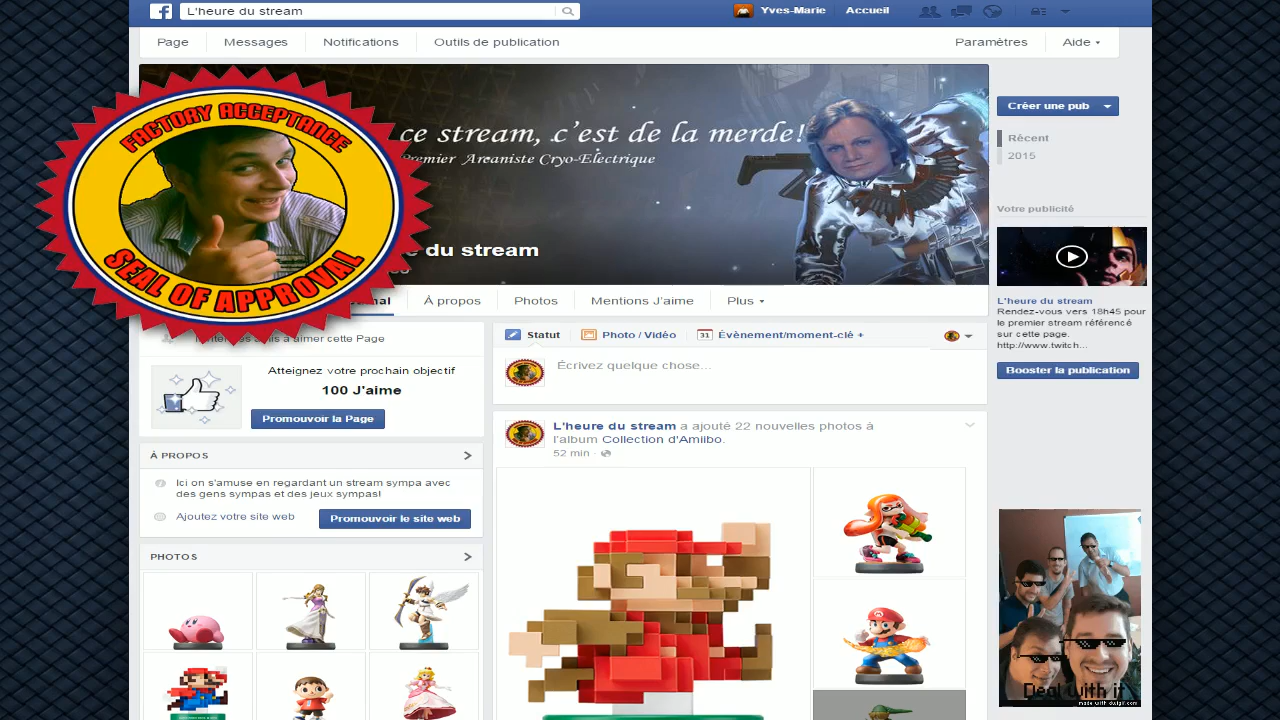 L'heure du stream
Yves-Marie
Accueil
Page
Messages
Notifications
Outils de publication
Paramètres
Aide
FACTORY ACCEPTANCE
SEAL OF APPROVAL
ce stream, c'est de la merde!
Premier Arcaniste Cryo-Électrique
e du stream
Créer une pub
Récent
2015
Votre publicité
L'heure du stream
Rendez-vous vers 18h45 pour
le premier stream référencé
sur cette page.
http://www.twitch...
Booster la publication
À propos
Photos
Mentions J'aime
Plus
à aimer cette Page
Atteignez votre prochain objectif
100 J'aime
Promouvoir la Page
À PROPOS
Ici on s'amuse en regardant un stream sympa avec
des gens sympas et des jeux sympas!
Ajoutez votre site web
Promouvoir le site web
PHOTOS
Statut
Photo / Vidéo
31
Évènement/moment-clé +
Écrivez quelque chose...
L'heure du stream a ajouté 22 nouvelles photos à
l'album Collection d'Amiibo.
52 min ·
Deal with it
made with dwigif.com